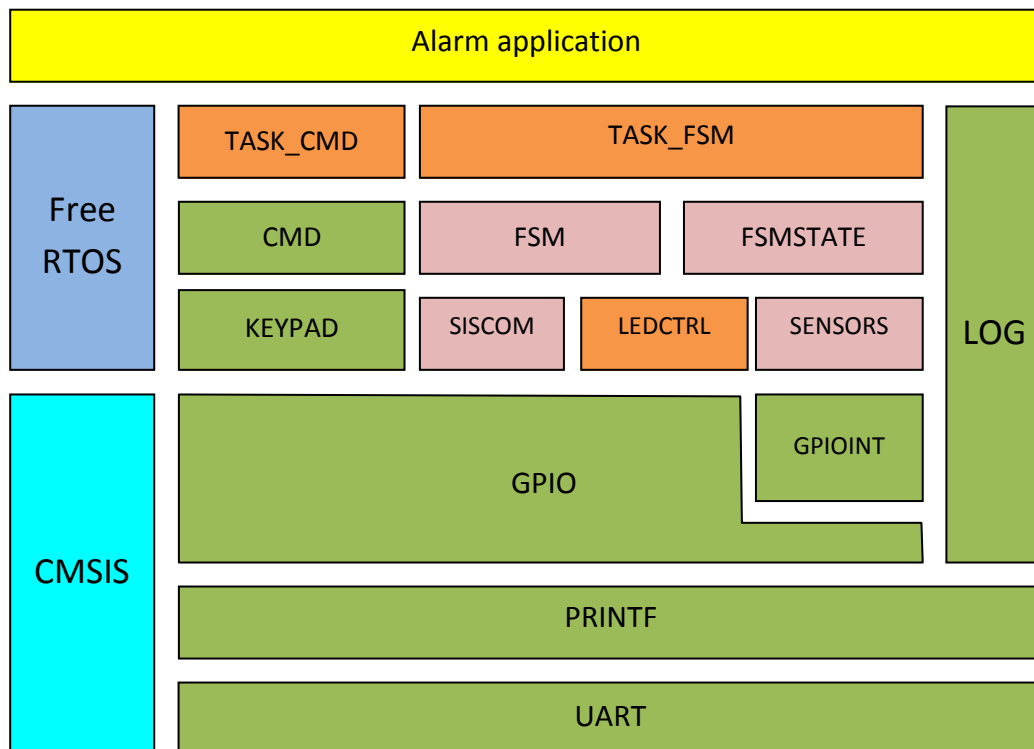 Alarm application
Free
RTOS
TASK_CMD
TASK_FSM
CMD
FSM
FSMSTATE
KEYPAD
SISCOM
LEDCTRL
SENSORS
LOG
CMSIS
GPIO
GPIOINT
PRINTF
UART